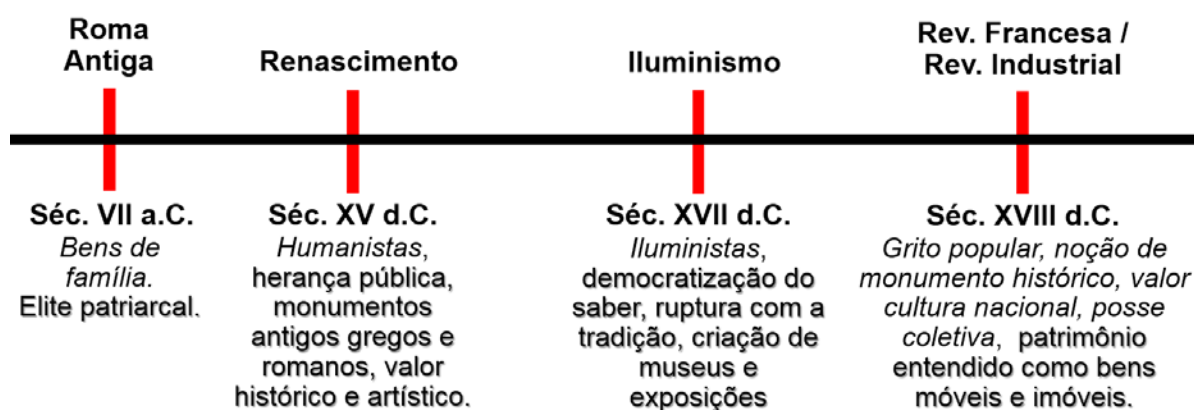 Roma
Antiga
Renascimento
Iluminismo
Rev. Francesa /
Rev. Industrial
Séc. VII a.C.
Bens de
família.
Elite patriarcal.
Séc. XV d.C.
Humanistas,
herança pública,
monumentos
antigos gregos e
romanos, valor
histórico e artístico.
Séc. XVII d.C.
Iluministas,
democratização do
saber, ruptura com a
tradição, criação de
museus e
exposições
Séc. XVIII d.C.
Grito popular, noção de
monumento histórico, valor
cultura nacional, posse
coletiva, patrimônio
entendido como bens
móveis e imóveis.